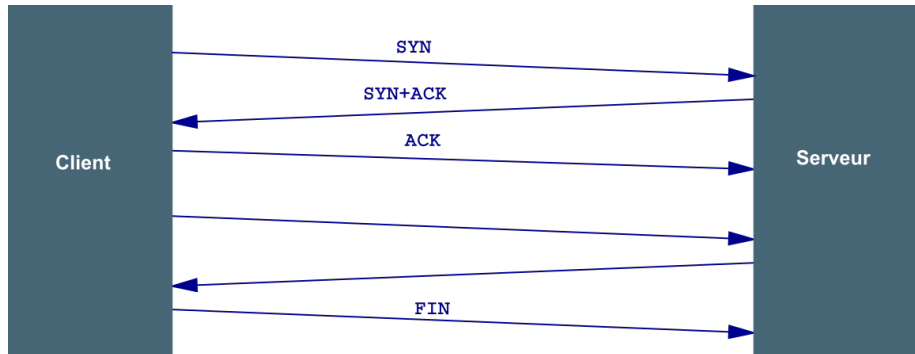 SYN
SYN+ACK
ACK
Client
Serveur
FIN